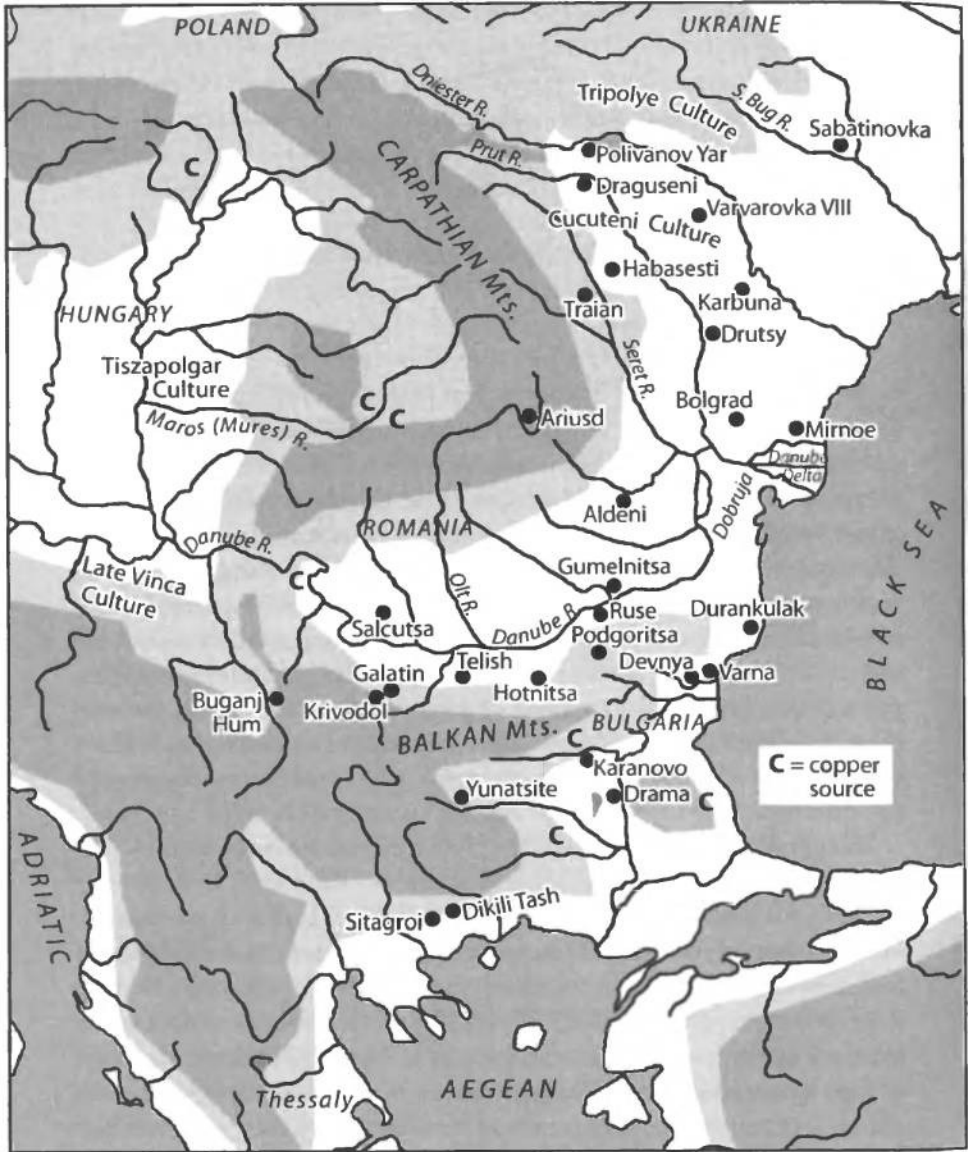 POLAND
UKRAINE
Dniester R.
Tripolye Culture
S. Bug R.
Sabatinovka
C
Polivanov Yar
Prut R.
Draguseni
CARPATHIAN Mts.
Varvarovka VIII
Cucuteni Culture
Habasesti
Traian
Karbuna
HUNGARY
Drutsy
Tiszapolgar
Culture
Seret R.
C
C
Ariusd
Bolgrad
Maros (Mures) R.
Mirnoe
Danube
Delta
Aldeni
Dobruja
ROMANIA
Danube R.
Gumelnitsa
BLACK SEA
Late Vinca
Culture
C
Olt R.
Ruse
Durankulak
Salcutsa
Danube R.
Podgoritsa
Galatin
Telish
Devnya
Varna
Buganj
Hum
Krivodol
Hotnitsa
BULGARIA
BALKAN Mts.
C
C = copper
source
Karanovo
Yunatsite
Drama
C
C
ADRIATIC
Dikili Tash
Sitagroi
AEGEAN
Thessaly